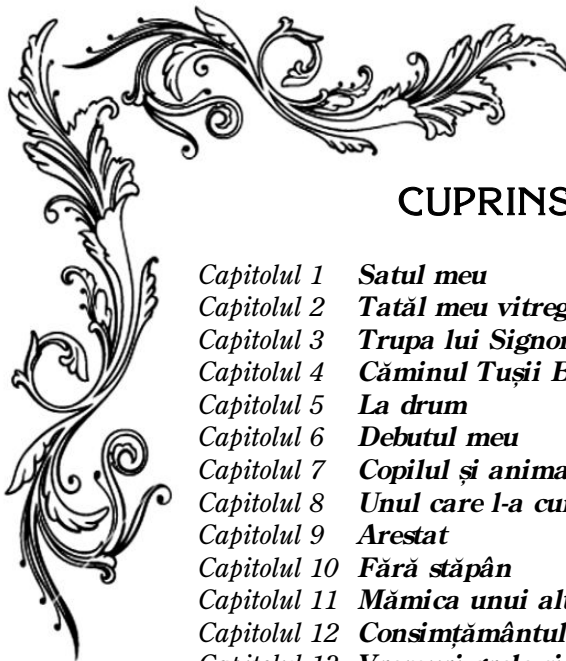 CUPRINS
Capitolul 1 Satul meu
Capitolul 2 Tatăl meu vitreg
Capitolul 3 Trupa lui Signor
Capitolul 4 Căminul Tușii
Capitolul 5 La drum
Capitolul 6 Debutul meu
Capitolul 7 Copilul și
Capitolul 8 Unul care l-a
Capitolul 9 Arestat
Capitolul 10 Fără stăpân
Capitolul 11 Mămica unui
Capitolul 12 Consimțământul